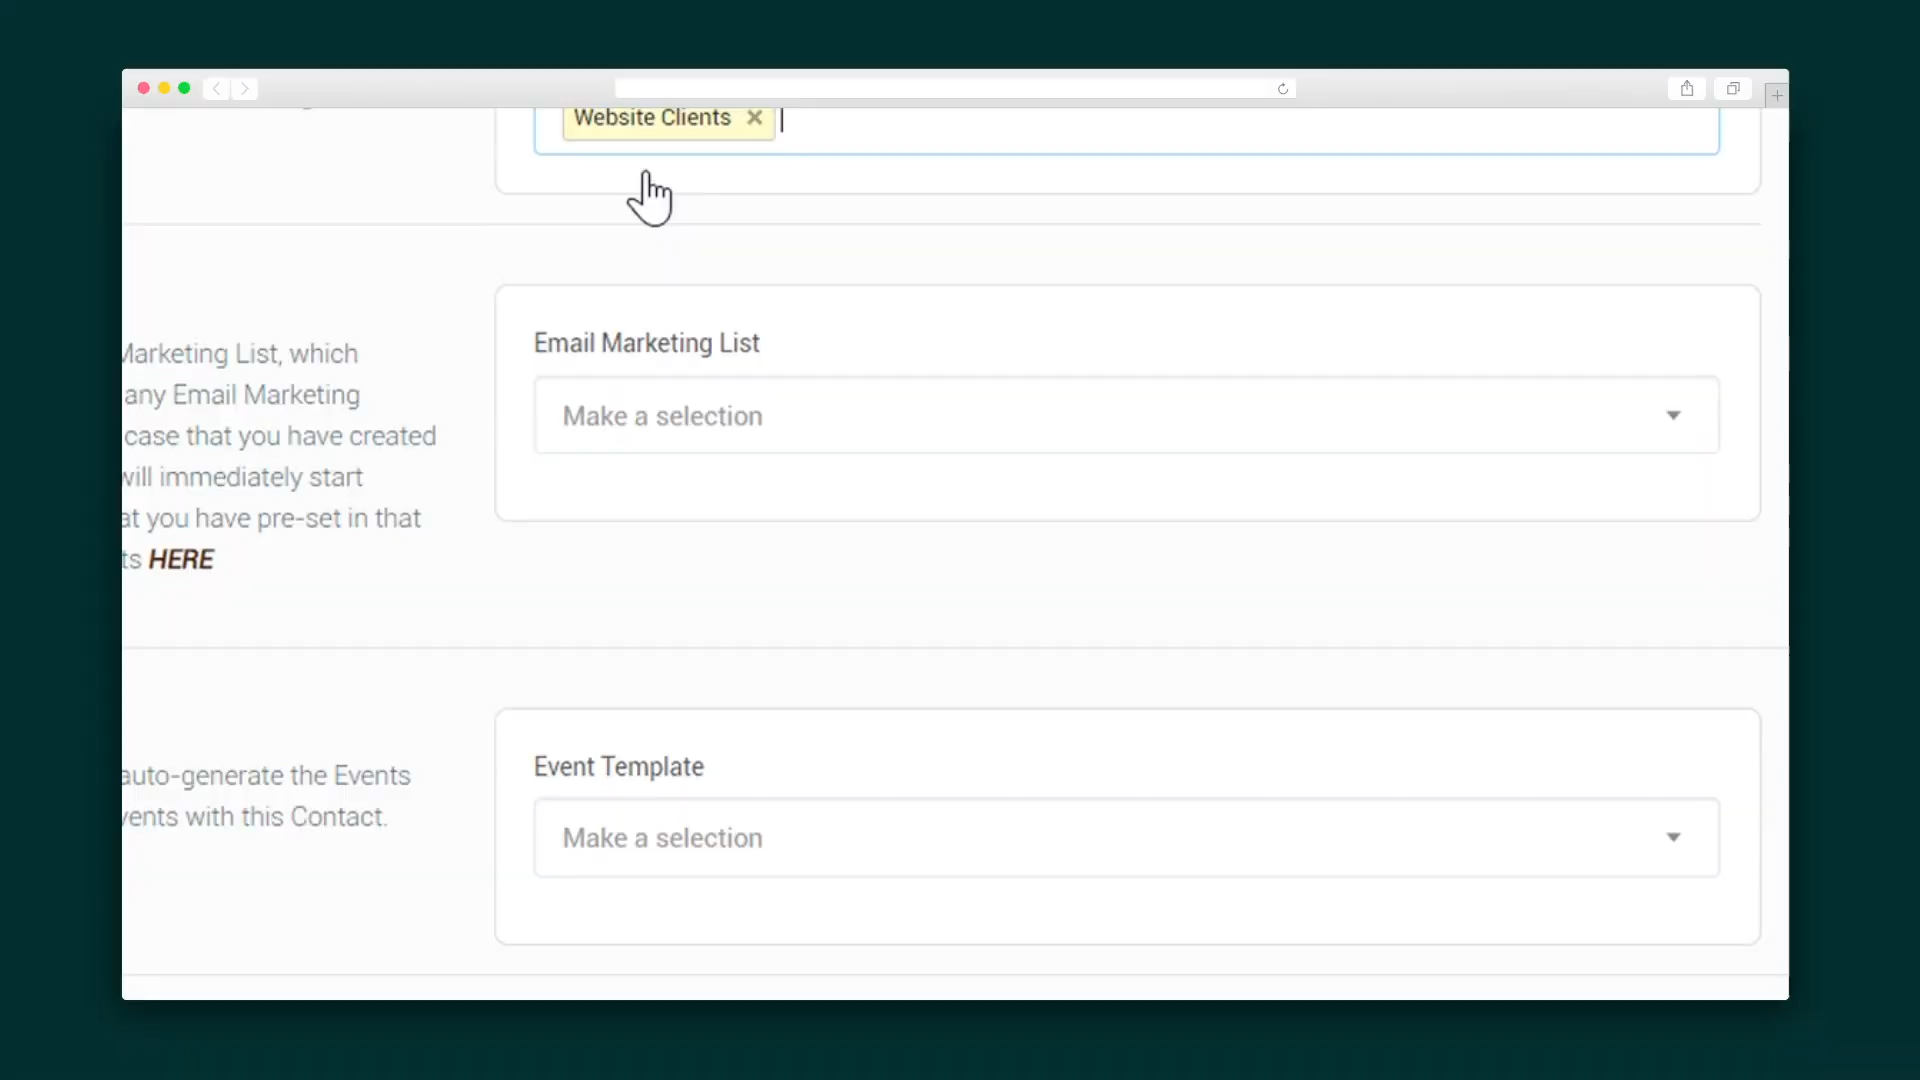 Website Clients
Marketing List, which
any Email Marketing
case that you have created
will immediately start
at you have pre-set in that
ts HERE
Email Marketing List
Make a selection
auto-generate the Events
vents with this Contact.
Event Template
Make a selection